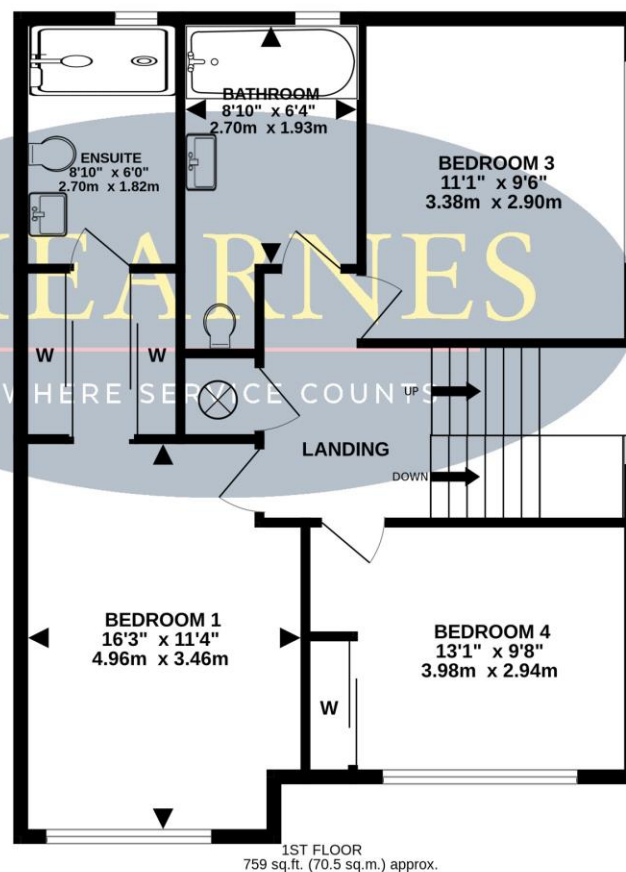 BATHROOM
8'10" x 6'4"
2.70m x 1.93m
ENSUITE
8'10" x 6'0"
2.70m x 1.82m
BEDROOM 3
11'1" x 9'6"
3.38m x 2.90m
EARNES
W
W
WHERE SERVICE COUNTS
UP
LANDING
DOWN
BEDROOM 1
16'3" x 11'4"
4.96m x 3.46m
BEDROOM 4
13'1" x 9'8"
3.98m x 2.94m
W
1ST FLOOR
759 sq.ft. (70.5 sq.m.) approx.